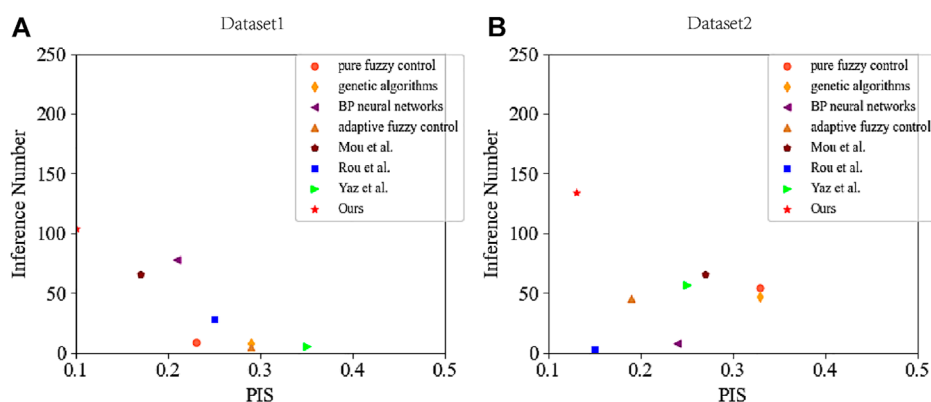 A
Dataset1
250
200
150
100
50
0
Inference Number
0.1 0.2 0.3 0.4 0.5
PIS
pure fuzzy control
genetic algorithms
BP neural networks
adaptive fuzzy control
Mou et al.
Rou et al.
Yaz et al.
Ours
B
Dataset2
250
200
150
100
50
0
Inference Number
0.1 0.2 0.3 0.4 0.5
PIS
pure fuzzy control
genetic algorithms
BP neural networks
adaptive fuzzy control
Mou et al.
Rou et al.
Yaz et al.
Ours